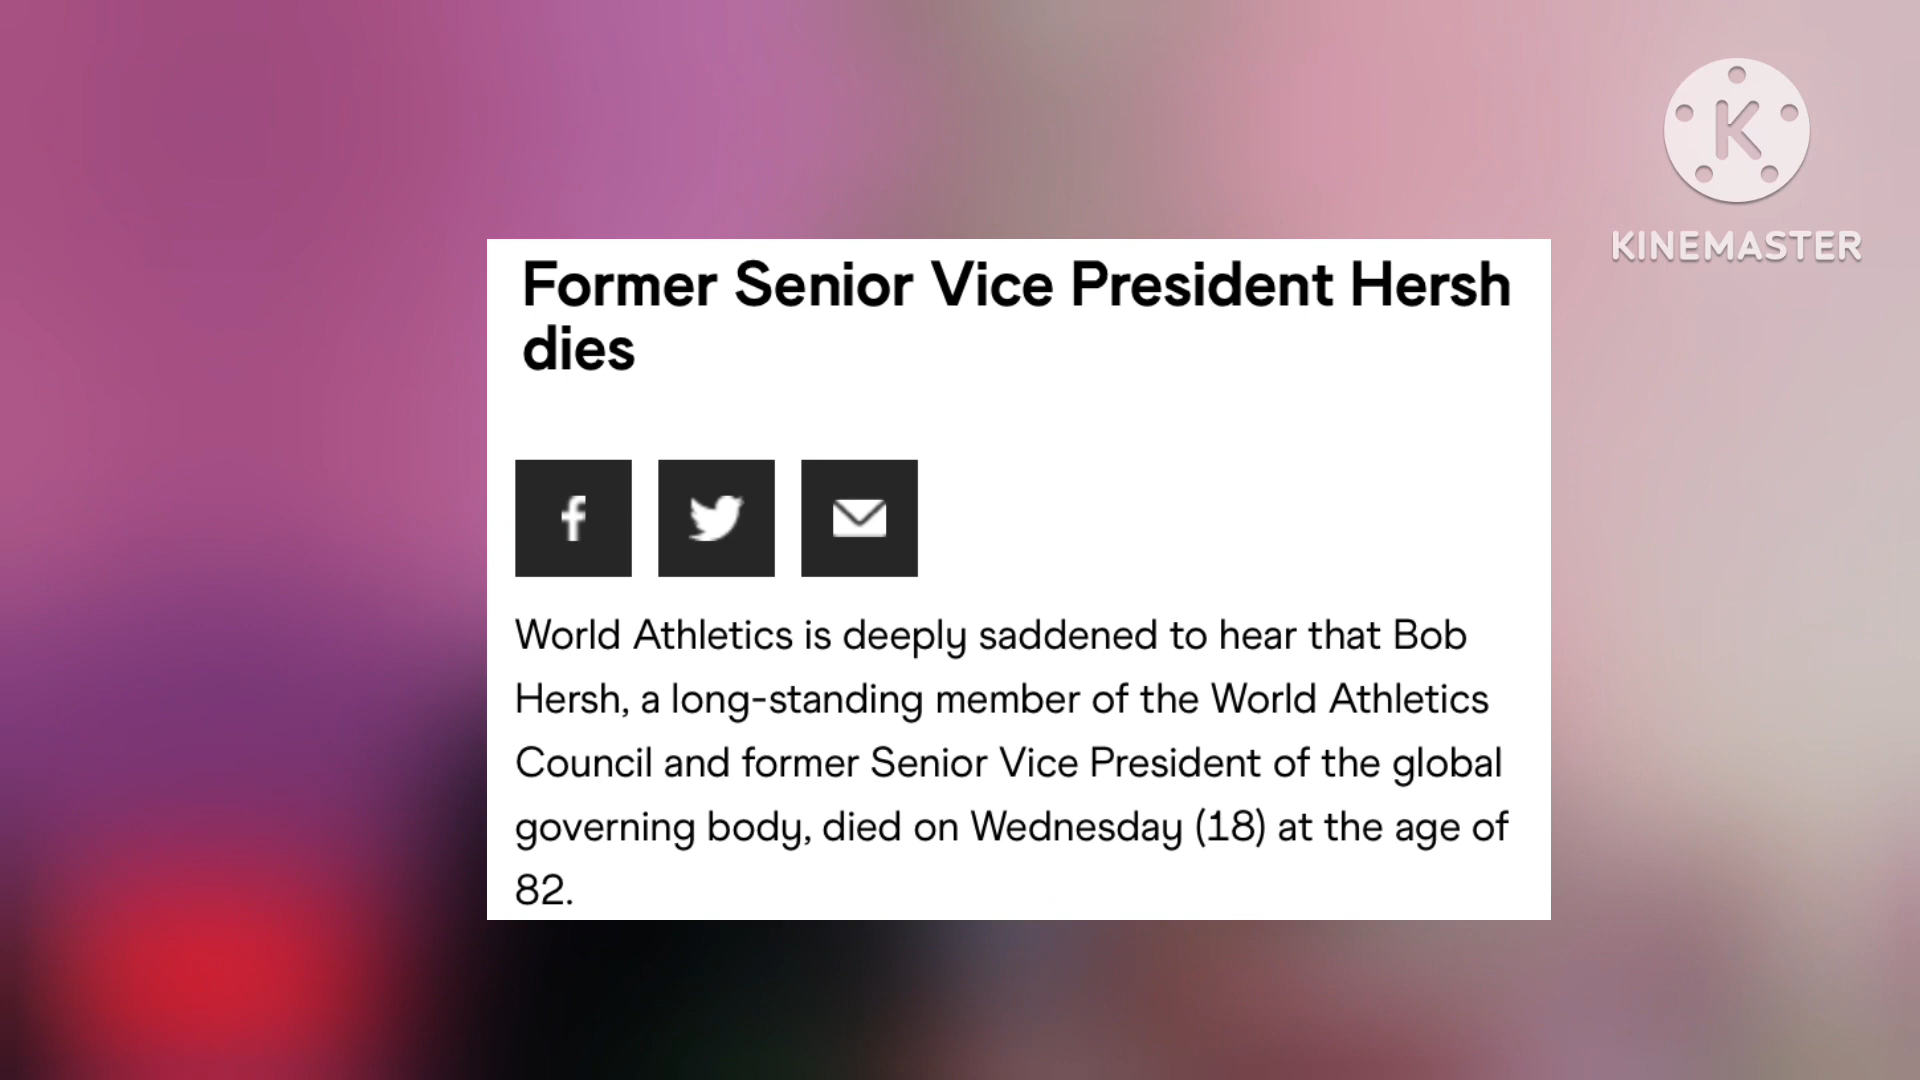 K
KINEMASTER
Former Senior Vice President Hersh
dies
World Athletics is deeply saddened to hear that Bob
Hersh, a long-standing member of the World Athletics
Council and former Senior Vice President of the global
governing body, died on Wednesday (18) at the age of
82.